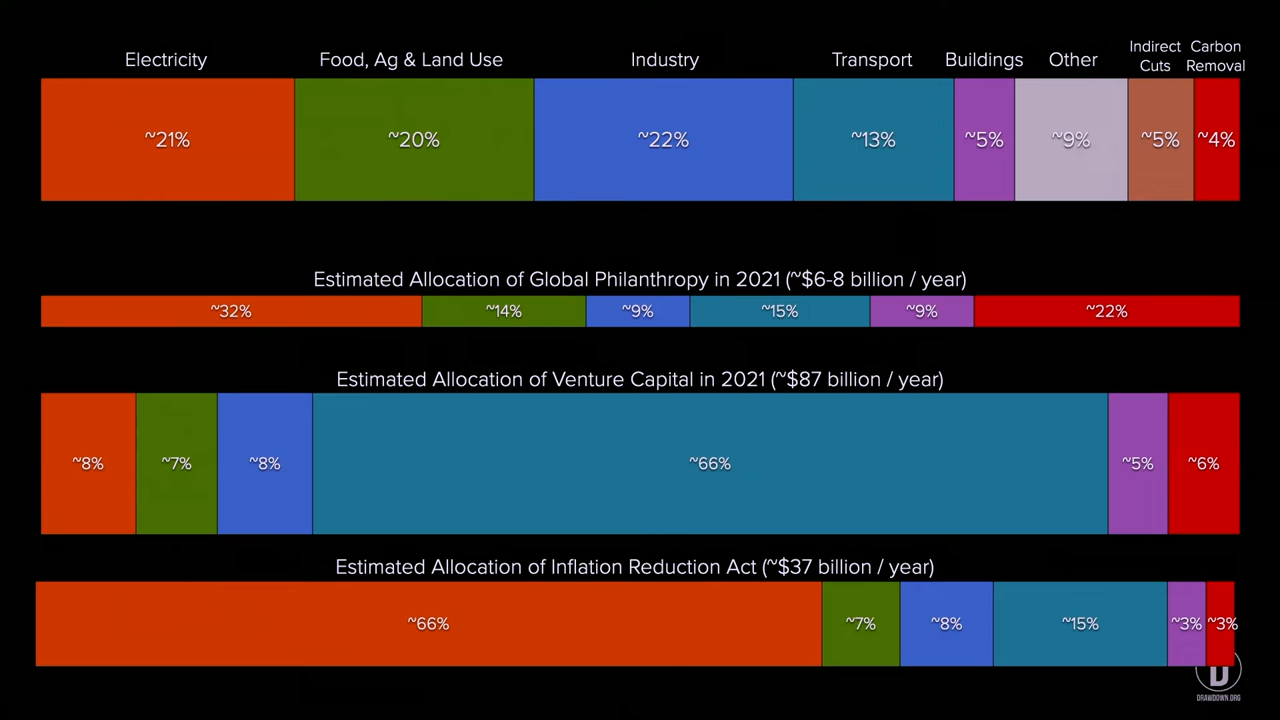 Electricity Food, Ag & Land Use Industry Transport Buildings Other Indirect Cuts Carbon Removal
~21% ~20% ~22% ~13% ~5% ~9% ~5% ~4%
Estimated Allocation of Global Philanthropy in 2021 (~$6-8 billion / year)
~32% ~14% ~9% ~15% ~9% ~22%
Estimated Allocation of Venture Capital in 2021 (~$87 billion / year)
~8% ~7% ~8% ~66% ~5% ~6%
Estimated Allocation of Inflation Reduction Act (~$37 billion / year)
~66% ~7% ~8% ~15% ~3% ~3%
D
DRAWDOWN.ORG